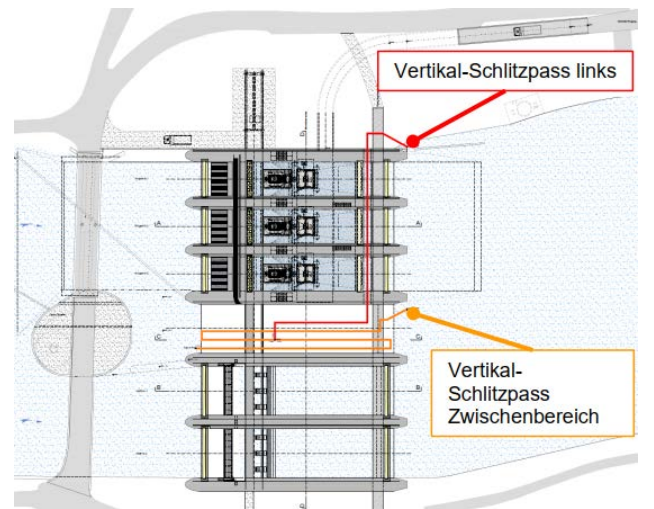 Vertikal-Schlitzpass links
A
A
C
C
Vertikal-
Schlitzpass
Zwischenbereich
B
B